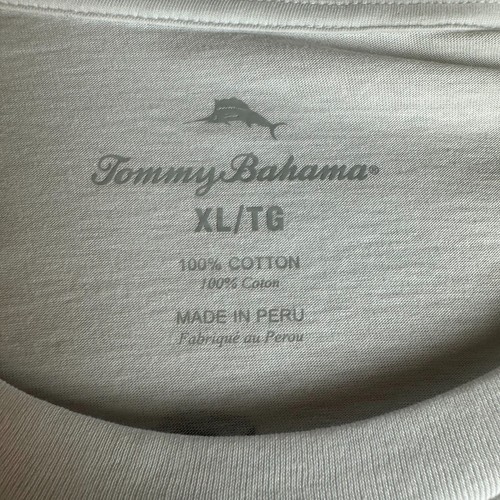 Tommy Bahama®
XL/TG
100% COTTON
100% Coton
MADE IN PERU
Fabriqué au Perou